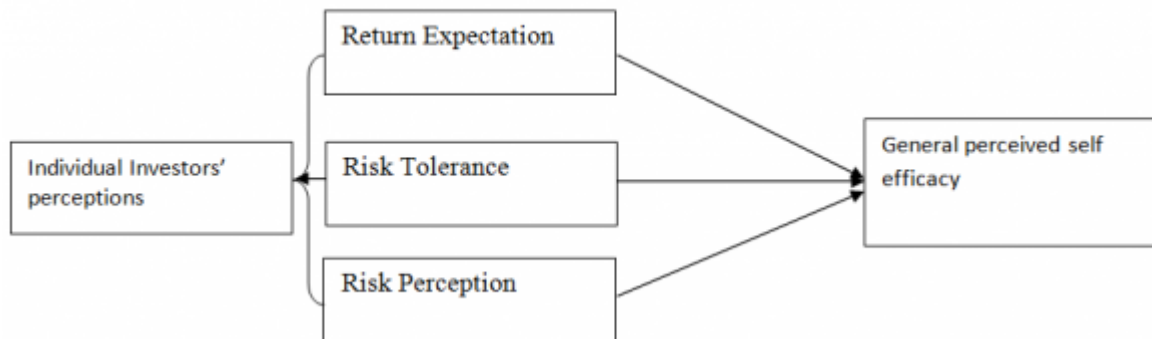 Return Expectation
Individual Investors’
perceptions
Risk Tolerance
General perceived self
efficacy
Risk Perception